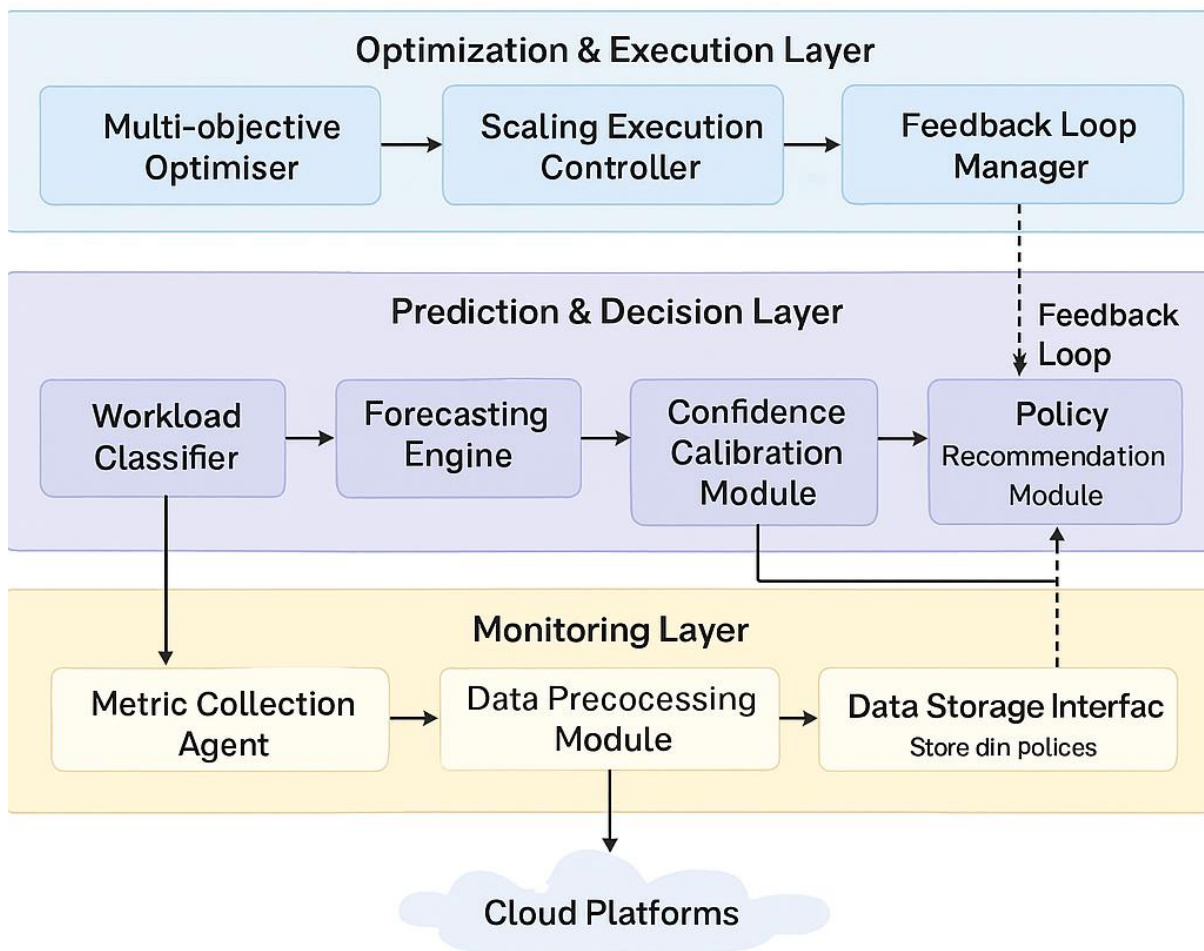 Optimization & Execution Layer
Multi-objective
Optimiser
Scaling Execution
Controller
Feedback Loop
Manager
Prediction & Decision Layer
Feedback
Loop
Workload
Classifier
Forecasting
Engine
Confidence
Calibration
Module
Policy
Recommendation
Module
Monitoring Layer
Metric Collection
Agent
Data Precocessing
Module
Data Storage Interfac
Store din polices
Cloud Platforms